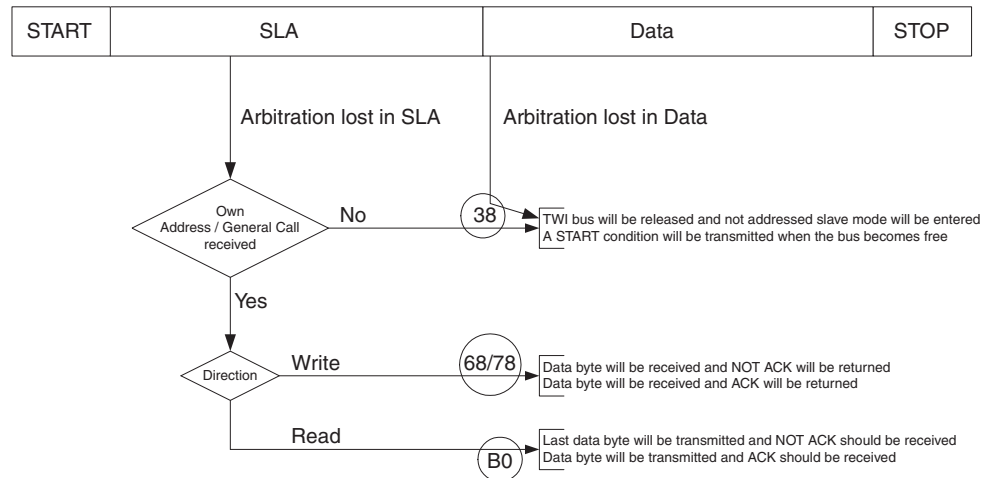 START SLA Data STOP
Arbitration lost in SLA Arbitration lost in Data
Own
Address / General Call
received
No
38
TWI bus will be released and not addressed slave mode will be entered
A START condition will be transmitted when the bus becomes free
Yes
Direction
Write
68/78
Data byte will be received and NOT ACK will be returned
Data byte will be received and ACK will be returned
Read
B0
Last data byte will be transmitted and NOT ACK should be received
Data byte will be transmitted and ACK should be received